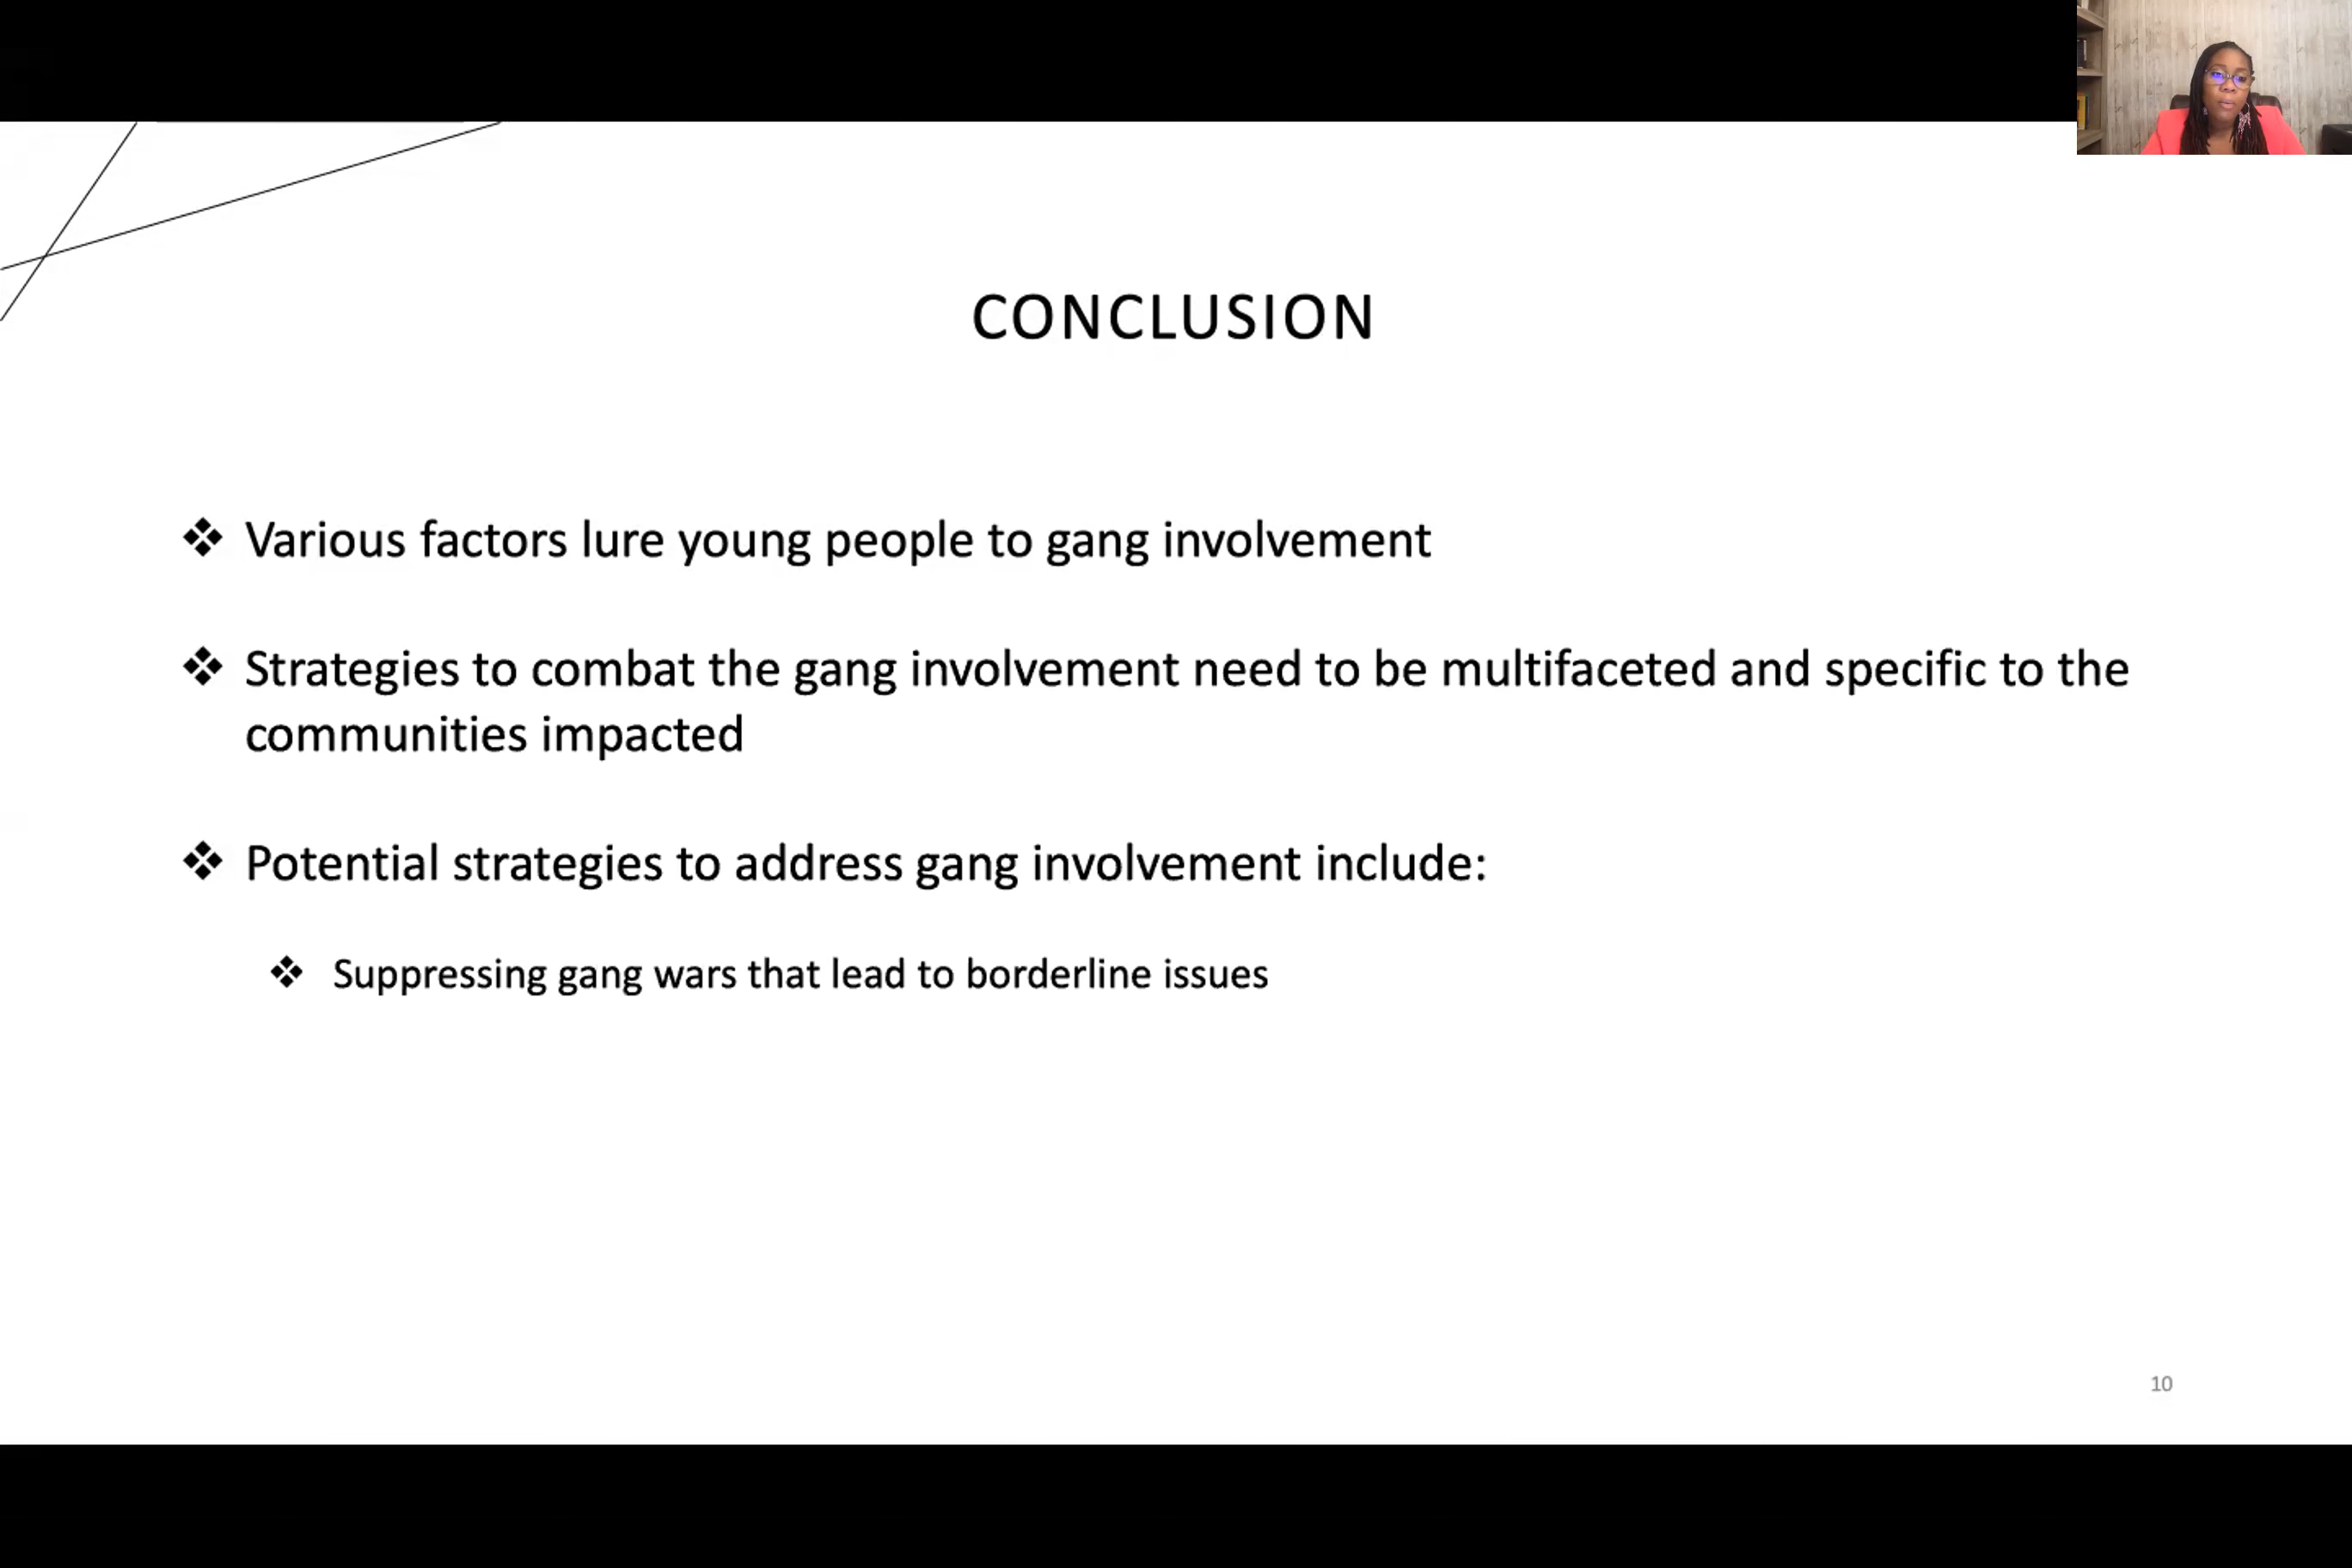 CONCLUSION
❖ Various factors lure young people to gang involvement
❖ Strategies to combat the gang involvement need to be multifaceted and specific to the
communities impacted
❖ Potential strategies to address gang involvement include:
❖ Suppressing gang wars that lead to borderline issues
10